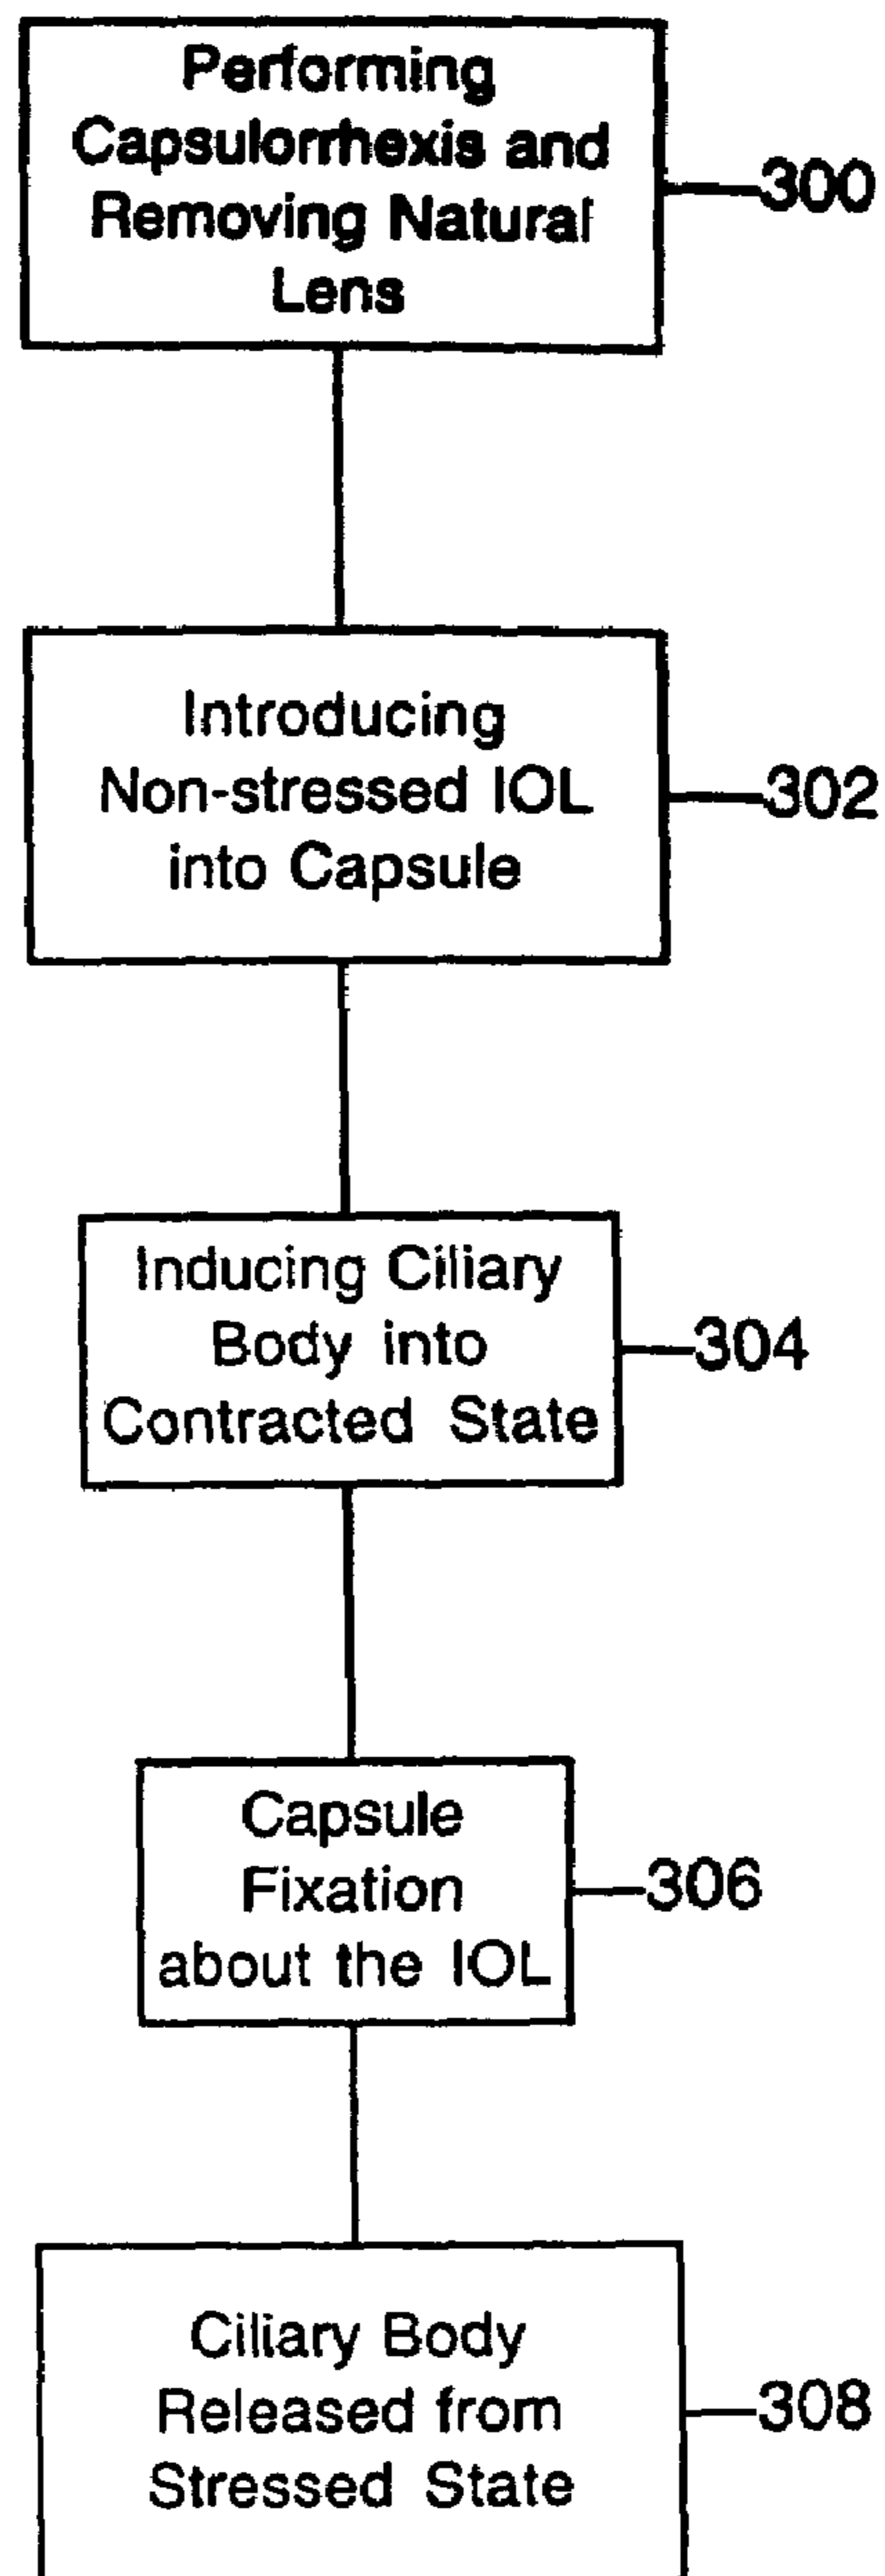 Performing
Capsulorrhexis and
Removing Natural
Lens
300
Introducing
Non-stressed IOL
into Capsule
302
Inducing Ciliary
Body into
Contracted State
304
Capsule
Fixation
about the IOL
306
Ciliary Body
Released from
Stressed State
308